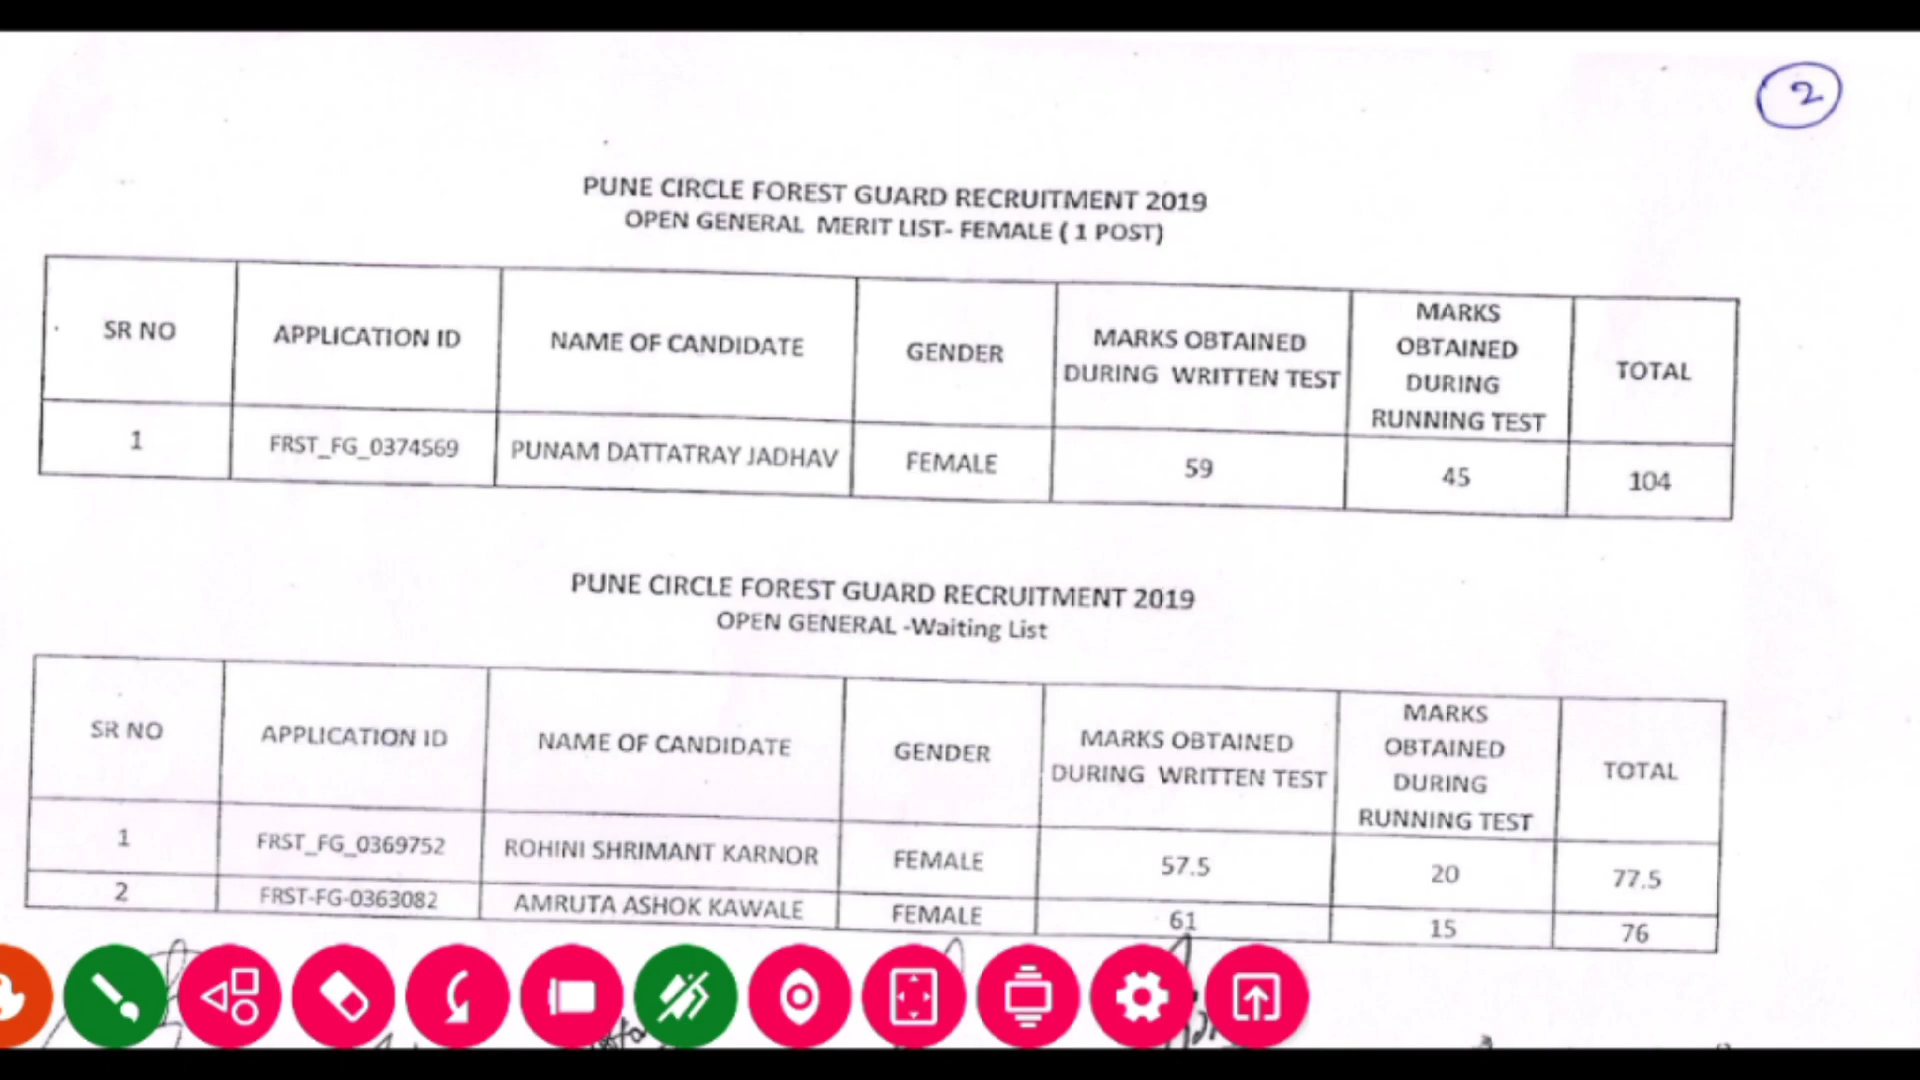 2
PUNE CIRCLE FOREST GUARD RECRUITMENT 2019
OPEN GENERAL MERIT LIST- FEMALE ( 1 POST)
SR NO APPLICATION ID NAME OF CANDIDATE GENDER MARKS OBTAINED DURING WRITTEN TEST MARKS OBTAINED DURING RUNNING TEST TOTAL
1 FRST_FG_0374569 PUNAM DATTATRAY JADHAV FEMALE 59 45 104
PUNE CIRCLE FOREST GUARD RECRUITMENT 2019
OPEN GENERAL -Waiting List
SR NO APPLICATION ID NAME OF CANDIDATE GENDER MARKS OBTAINED DURING WRITTEN TEST MARKS OBTAINED DURING RUNNING TEST TOTAL
1 FRST_FG_0369752 ROHINI SHRIMANT KARNOR FEMALE 57.5 20 77.5
2 FRST-FG-0363082 AMRUTA ASHOK KAWALE FEMALE 61 15 76